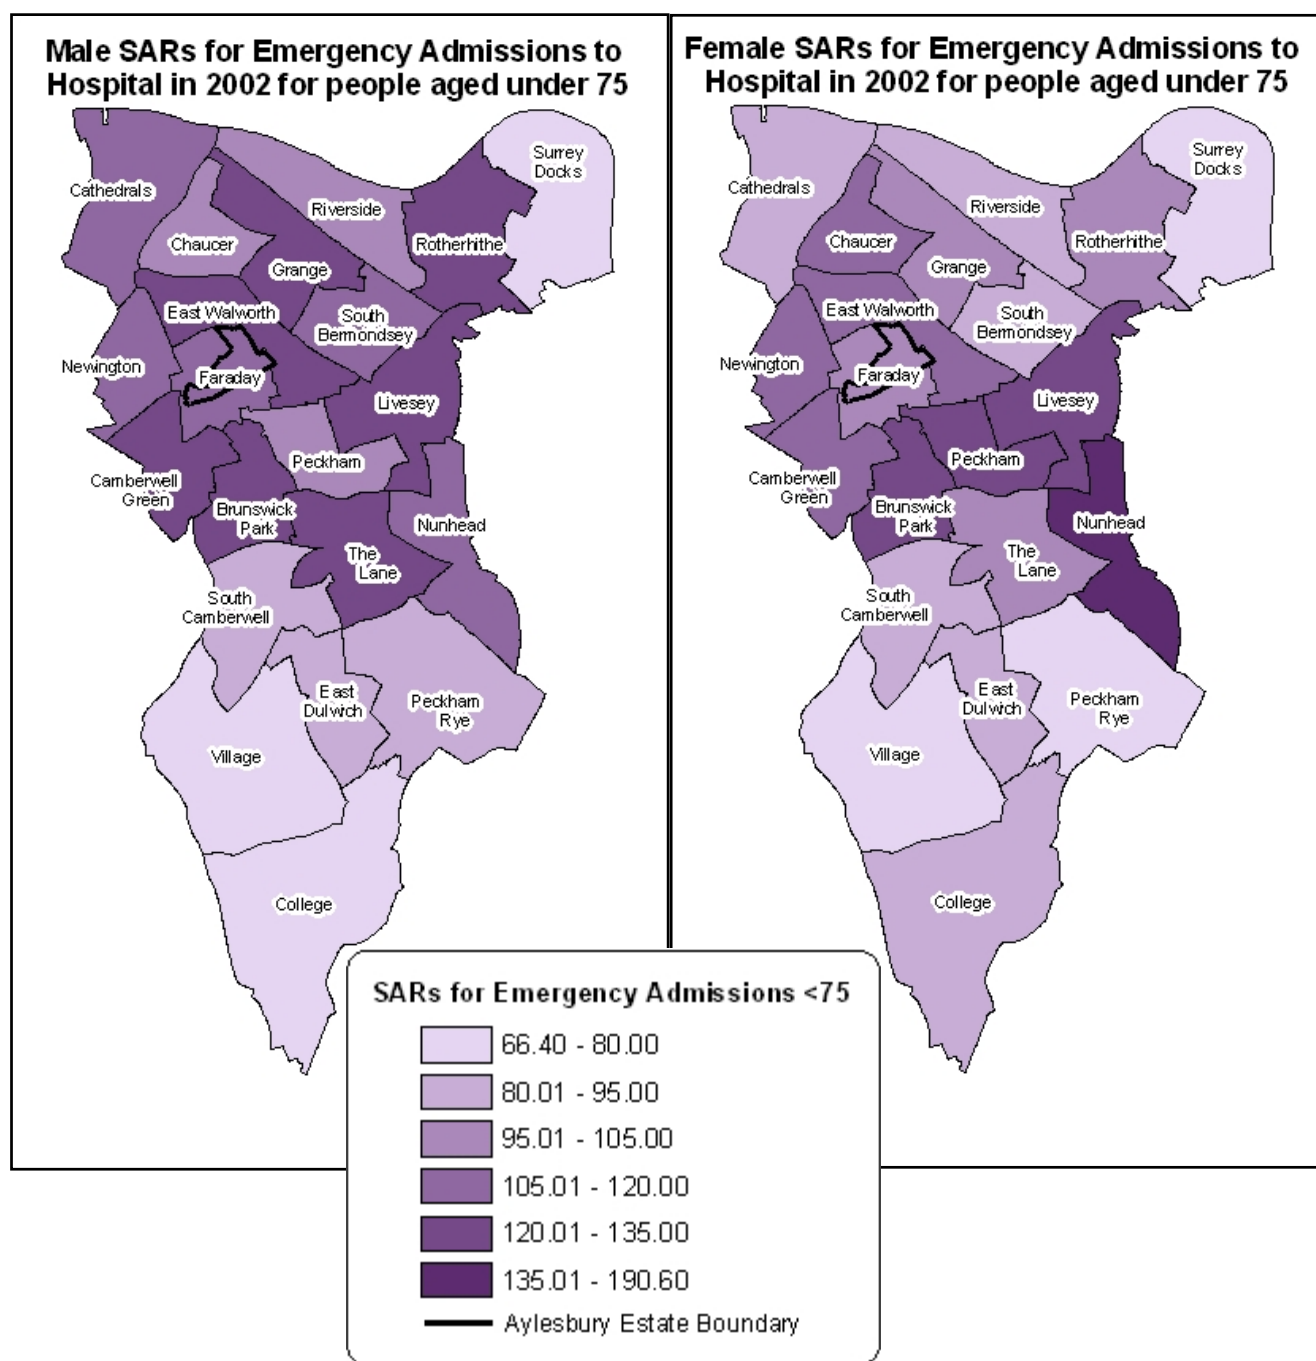 Male SARs for Emergency Admissions to
Hospital in 2002 for people aged under 75
Surrey
Docks
Cathedrals
Riverside
Chaucer
Rotherhithe
Grange
East Walworth
South
Bermondsey
Newington
Faraday
Livesey
Peckham
Camberwell
Green
Brunswick
Park
Nunhead
The
Lane
South
Camberwell
East
Dulwich
Peckham
Rye
Village
College
Female SARs for Emergency Admissions to
Hospital in 2002 for people aged under 75
Surrey
Docks
Cathedrals
Riverside
Chaucer
Rotherhithe
Grange
East Walworth
South
Bermondsey
Newington
Faraday
Livesey
Peckham
Camberwell
Green
Brunswick
Park
Nunhead
The
Lane
South
Camberwell
East
Dulwich
Peckham
Rye
Village
College
SARs for Emergency Admissions <75
66.40 - 80.00
80.01 - 95.00
95.01 - 105.00
105.01 - 120.00
120.01 - 135.00
135.01 - 190.60
Aylesbury Estate Boundary